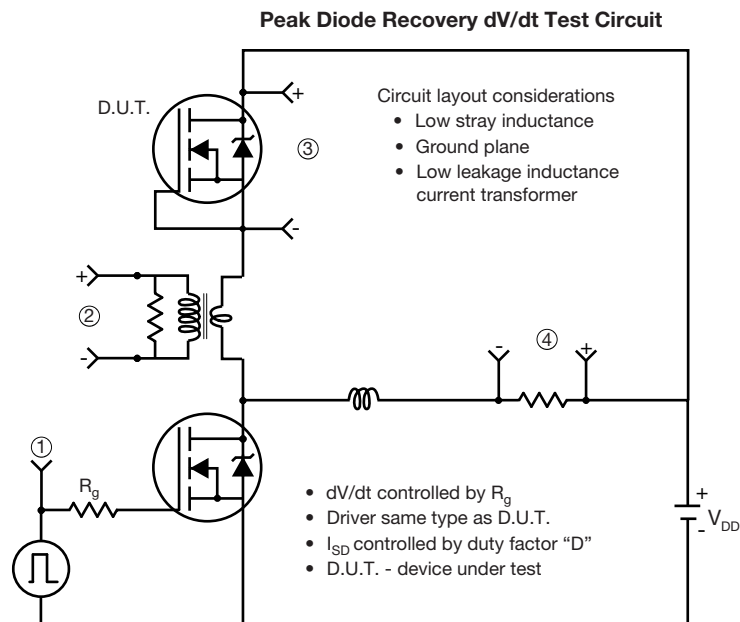 Peak Diode Recovery dV/dt Test Circuit
D.U.T.
+
-
③
Circuit layout considerations
• Low stray inductance
• Ground plane
• Low leakage inductance
current transformer
+
②
-
-
④
+
①
Rg
• dV/dt controlled by Rg
• Driver same type as D.U.T.
• ISD controlled by duty factor “D”
• D.U.T. - device under test
+
-
VDD